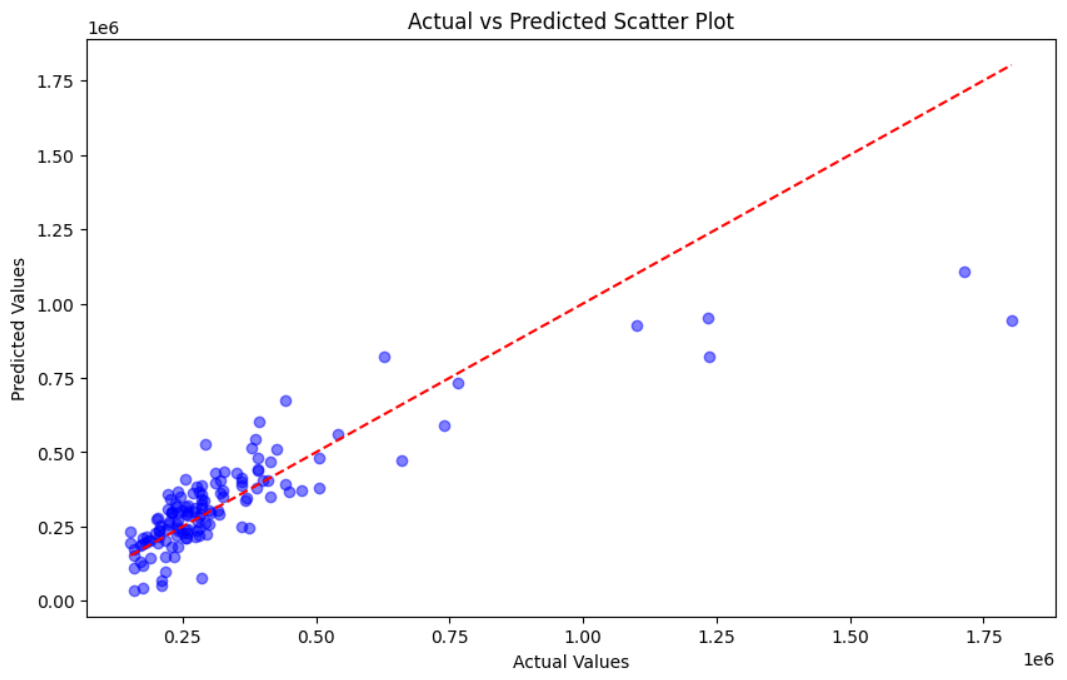 Actual vs Predicted Scatter Plot
1e6
1.75
1.50
1.25
1.00
0.75
0.50
0.25
0.00
Predicted Values
0.25 0.50 0.75 1.00 1.25 1.50 1.75
1e6
Actual Values